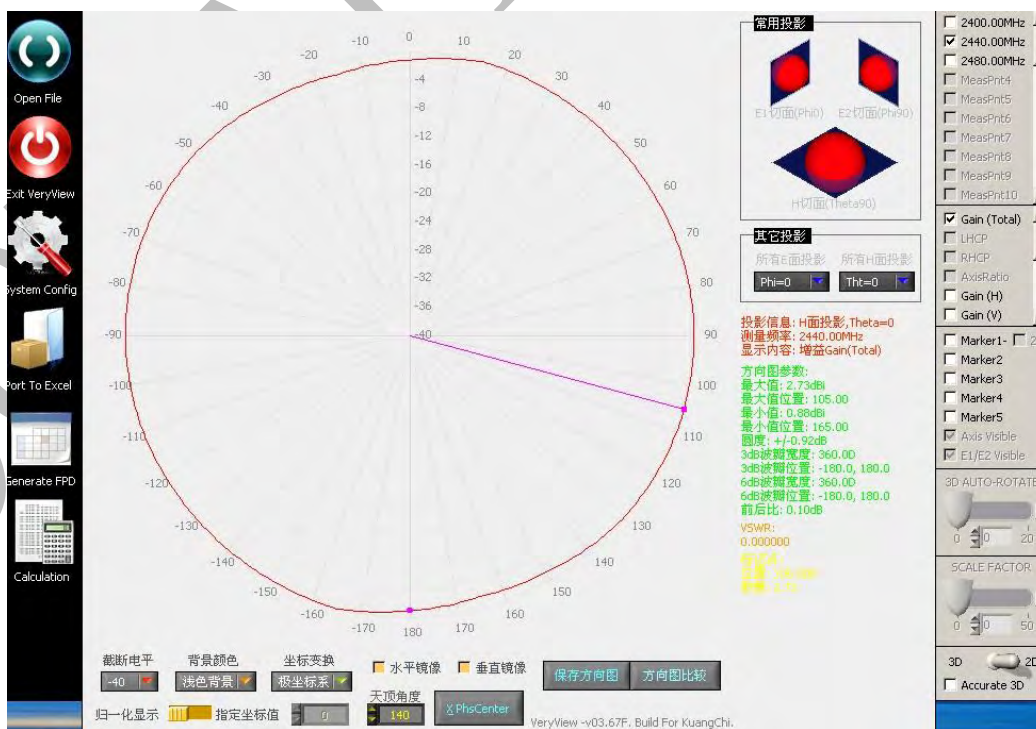 Open File
Exit VeryView
System Config
Port To Excel
Generate FPD
Calculation
0
-10
10
-20
20
-30
30
-40
40
-50
50
-60
60
-70
70
-80
80
-90
90
-100
100
-110
110
-120
120
-130
130
-140
140
-150
150
-160
160
-170
170
180
-4
-8
-12
-16
-20
-24
-28
-32
-36
-40
常用投影
E1切面(Phi0)
E2切面(Phi90)
H切面(Theta90)
其它投影
所有E面投影 所有H面投影
Phi=0 Tht=0
投影信息: H面投影,Theta=0
测量频率: 2440.00MHz
显示内容: 增益Gain(Total)
方向图参数:
最大值: 2.73dBi
最大值位置: 105.00
最小值: 0.88dBi
最小值位置: 165.00
圆度: +/-0.92dB
3dB波瓣宽度: 360.0D
3dB波瓣位置: -180.0, 180.0
6dB波瓣宽度: 360.0D
6dB波瓣位置: -180.0, 180.0
前后比: 0.10dB
VSWR:
0.000000
2400.00MHz
2440.00MHz
2480.00MHz
MeasPnt4
MeasPnt5
MeasPnt6
MeasPnt7
MeasPnt8
MeasPnt9
MeasPnt10
Gain (Total)
LHCP
RHCP
AxisRatio
Gain (H)
Gain (V)
Marker1- 2
Marker2
Marker3
Marker4
Marker5
Axis Visible
E1/E2 Visible
3D AUTO-ROTATE
0 0 20
SCALE FACTOR
0 0 50
3D 2D
Accurate 3D
截断电平 背景颜色 坐标变换
-40 浅色背景 极坐标系
水平镜像 垂直镜像
保存方向图 方向图比较
归一化显示 指定坐标值 0
天顶角度
140
X PhsCenter
VeryView -v03.67F. Build For KuangChi.